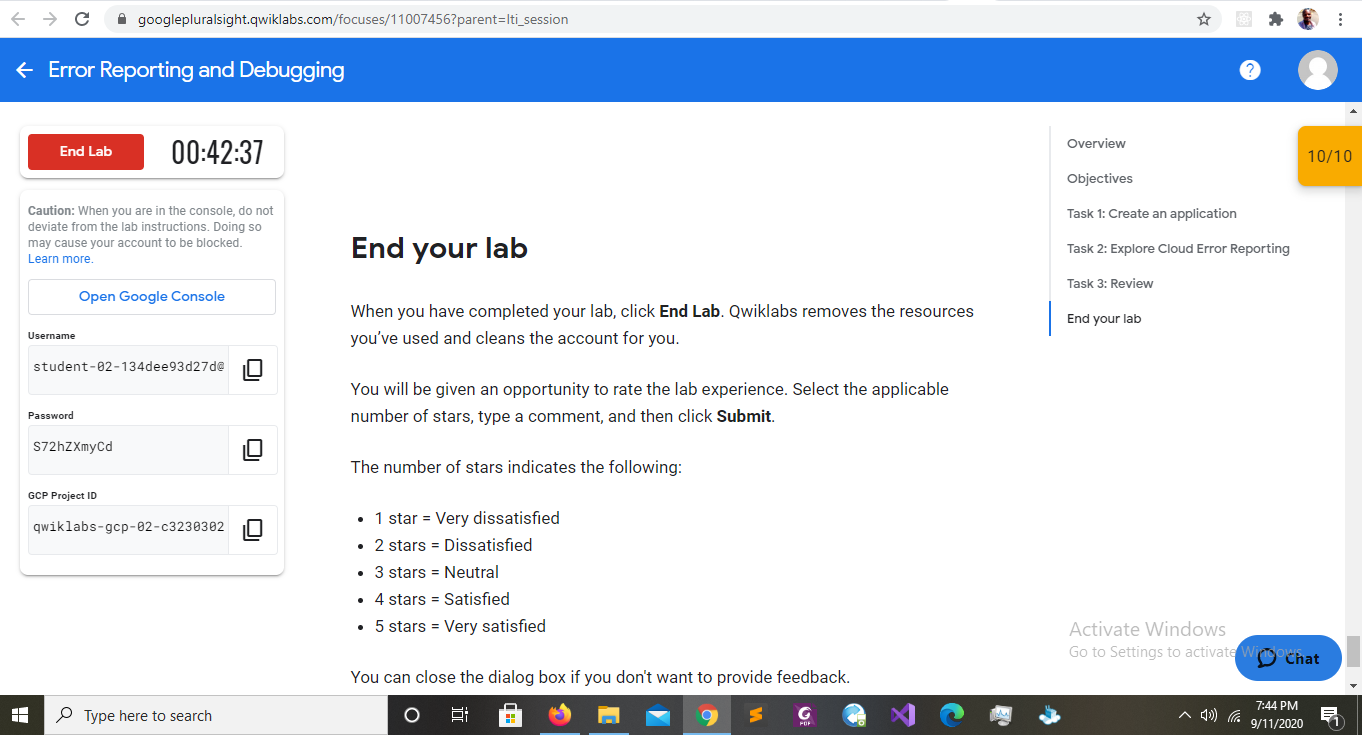 googlepluralsight.qwiklabs.com/focuses/11007456?parent=lti_session
Error Reporting and Debugging
?
End Lab
00:42:37
Caution: When you are in the console, do not
deviate from the lab instructions. Doing so
may cause your account to be blocked.
Learn more.
Open Google Console
Username
student-02-134dee93d27d@
Password
S72hZXmyCd
GCP Project ID
qwiklabs-gcp-02-c3230302
End your lab
When you have completed your lab, click End Lab. Qwiklabs removes the resources
you’ve used and cleans the account for you.
You will be given an opportunity to rate the lab experience. Select the applicable
number of stars, type a comment, and then click Submit.
The number of stars indicates the following:
• 1 star = Very dissatisfied
• 2 stars = Dissatisfied
• 3 stars = Neutral
• 4 stars = Satisfied
• 5 stars = Very satisfied
You can close the dialog box if you don't want to provide feedback.
Overview
Objectives
Task 1: Create an application
Task 2: Explore Cloud Error Reporting
Task 3: Review
End your lab
10/10
Activate Windows
Go to Settings to activate Windows.
Chat
Type here to search
PDF
7:44 PM
9/11/2020
1